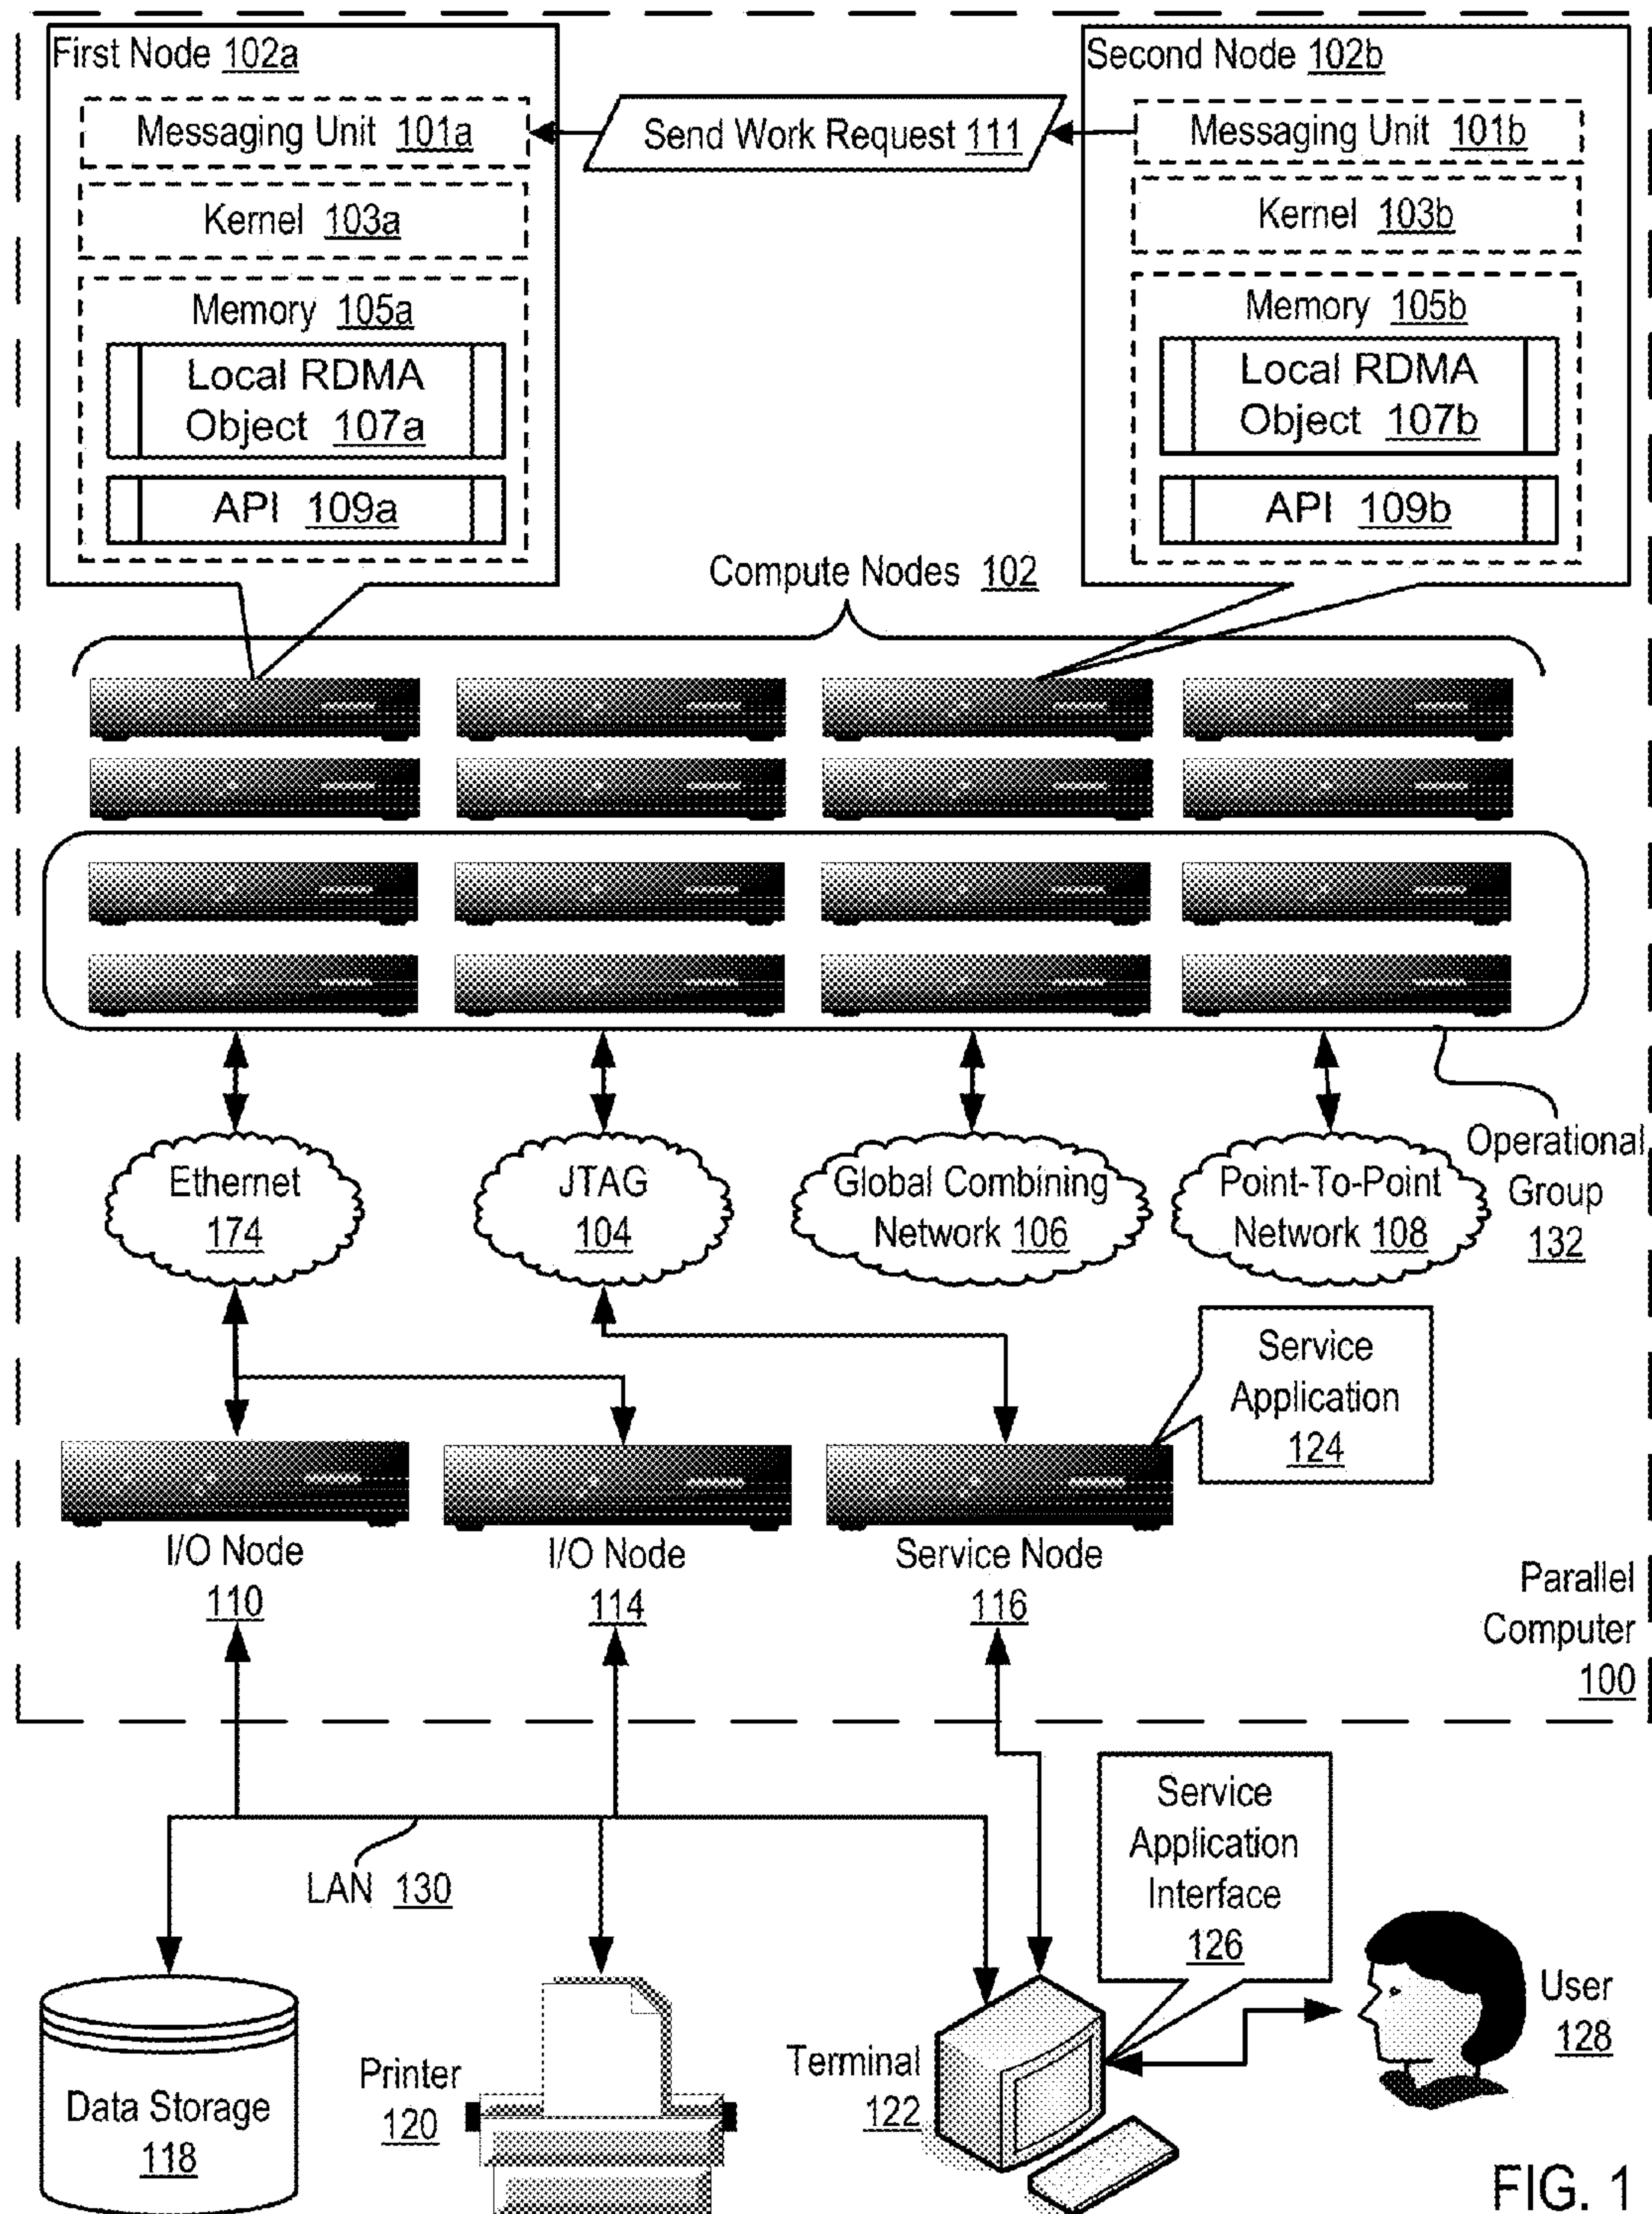 First Node 102a
Messaging Unit 101a
Kernel 103a
Memory 105a
Local RDMA
Object 107a
API 109a
Send Work Request 111
Second Node 102b
Messaging Unit 101b
Kernel 103b
Memory 105b
Local RDMA
Object 107b
API 109b
Compute Nodes 102
Ethernet
174
JTAG
104
Global Combining
Network 106
Point-To-Point
Network 108
Operational
Group
132
Service
Application
124
I/O Node
110
I/O Node
114
Service Node
116
Parallel
Computer
100
LAN 130
Service
Application
Interface
126
Data Storage
118
Printer
120
Terminal
122
User
128
FIG. 1